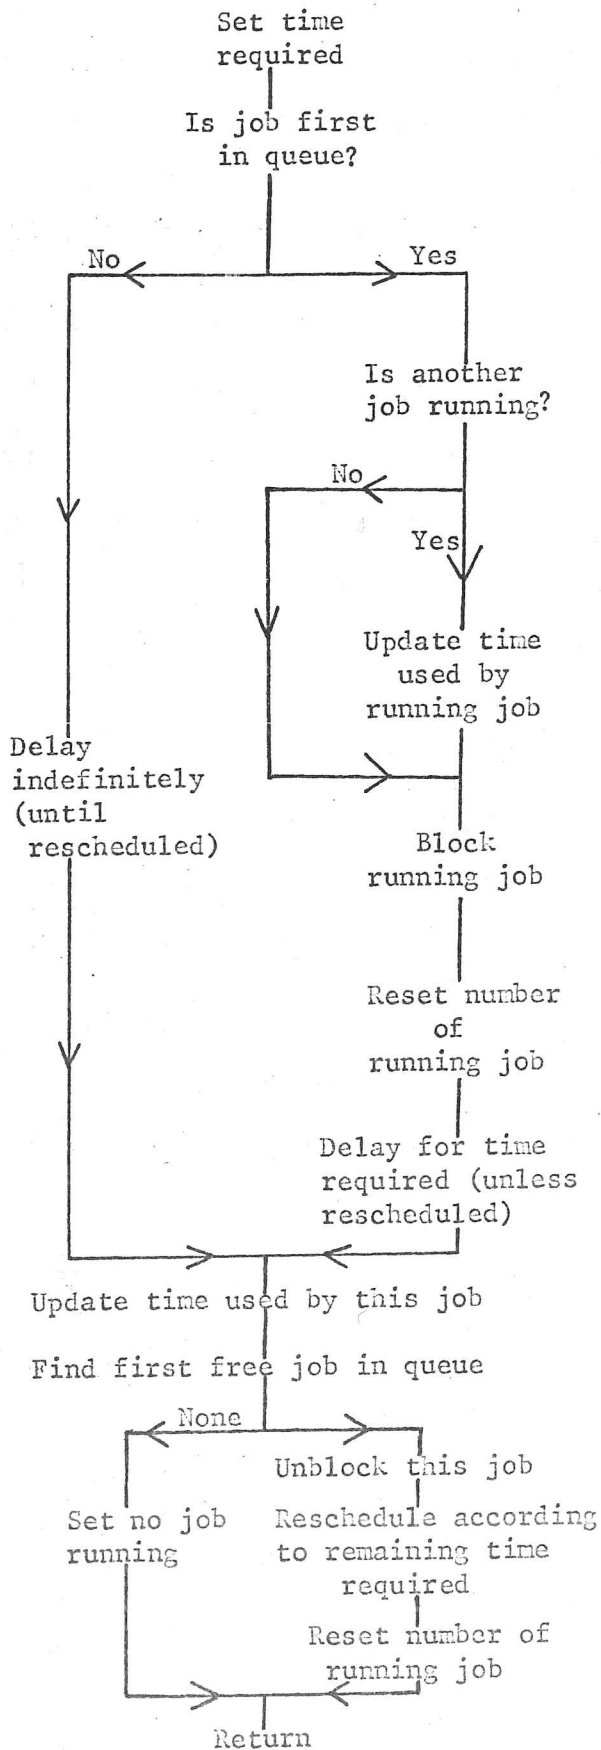 Set time
required
Is job first
in queue?
No
Yes
Is another
job running?
No
Yes
Update time
used by
running job
Delay
indefinitely
(until
rescheduled)
Block
running job
Reset number
of
running job
Delay for time
required (unless
rescheduled)
Update time used by this job
Find first free job in queue
None
Unblock this job
Set no job
running
Reschedule according
to remaining time
required
Reset number of
running job
Return